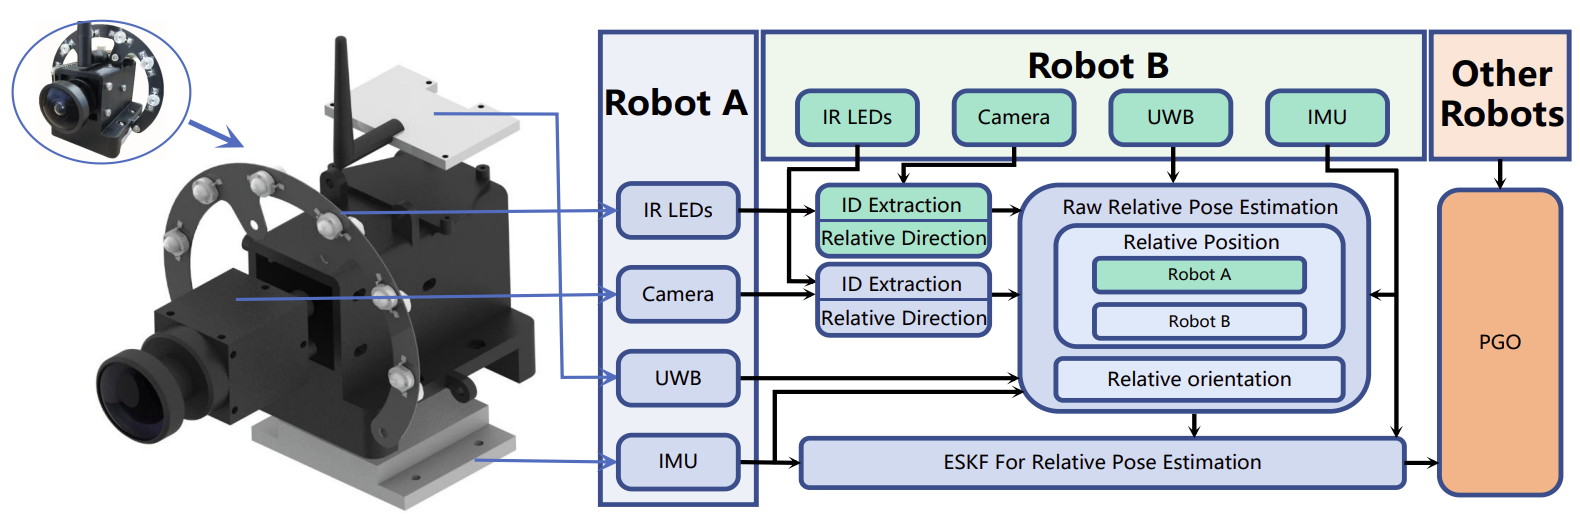 Robot A
IR LEDs
Camera
UWB
IMU
Robot B
IR LEDs
Camera
UWB
IMU
Other
Robots
ID Extraction
Relative Direction
ID Extraction
Relative Direction
Raw Relative Pose Estimation
Relative Position
Robot A
Robot B
Relative orientation
ESKF For Relative Pose Estimation
PGO